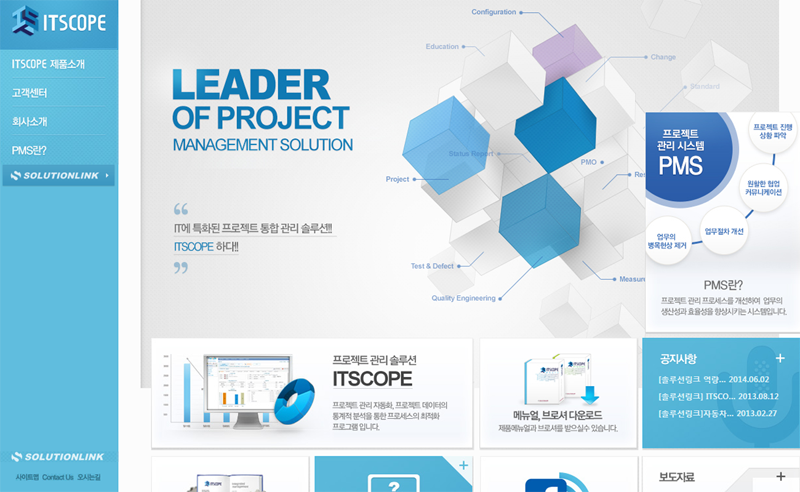 ITSCOPE
ITSCOPE 제품소개
고객센터
회사소개
PMS란?
SOLUTIONLINK
LEADER
OF PROJECT
MANAGEMENT SOLUTION
IT에 특화된 프로젝트 통합 관리 솔루션!!!
ITSCOPE 하다!!
Configuration
Education
Change
Standard
Status Report
PMO
Project
Test & Defect
Measure
Quality Engineering
프로젝트
관리 시스템
PMS
프로젝트 진행
상황 파악
원활한 협업
커뮤니케이션
업무절차 개선
업무의
병목현상 제거
PMS란?
프로젝트 관리 프로세스를 개선하여 업무의
생산성과 효율성을 향상시키는 시스템입니다.
프로젝트 관리 솔루션
ITSCOPE
프로젝트 관리 자동화, 프로젝트 데이터의
통계적 분석을 통한 프로세스의 최적화
프로그램 입니다.
메뉴얼, 브로셔 다운로드
제품메뉴얼과 브로셔를 받으실수 있습니다.
공지사항 +
[솔루션링크 역량... 2014.06.02
[솔루션링크] ITSCO... 2013.08.12
[솔루션링크]자동차... 2013.02.27
보도자료 +
SOLUTIONLINK
사이트맵 Contact Us 오시는길